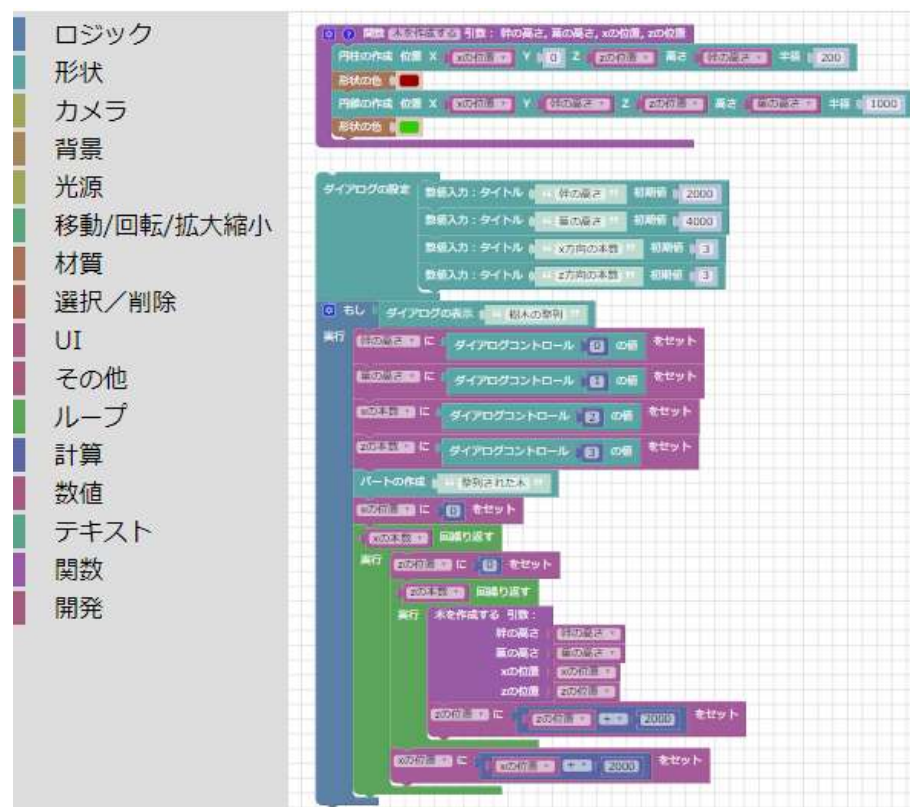 ロジック
形状
カメラ
背景
光源
移動/回転/拡大縮小
材質
選択／削除
UI
その他
ループ
計算
数値
テキスト
関数
開発
関数 木を作成する 引数： 幹の高さ, 葉の高さ, xの位置, zの位置
円柱の作成 位置 X xの位置 Y 0 Z zの位置 高さ 幹の高さ 半径 200
形状の色
円錐の作成 位置 X xの位置 Y 幹の高さ Z zの位置 高さ 葉の高さ 半径 1000
形状の色
ダイアログの設定 数値入力：タイトル “ 幹の高さ ” 初期値 2000
数値入力：タイトル “ 葉の高さ ” 初期値 4000
数値入力：タイトル “ x方向の本数 ” 初期値 3
数値入力：タイトル “ z方向の本数 ” 初期値 3
もし ダイアログの表示 “ 樹木の整列 ”
実行 幹の高さ に ダイアログコントロール 0 の値 をセット
葉の高さ に ダイアログコントロール 1 の値 をセット
xの本数 に ダイアログコントロール 2 の値 をセット
zの本数 に ダイアログコントロール 3 の値 をセット
パートの作成 “ 整列された木 ”
xの位置 に 0 をセット
xの本数 回繰り返す
実行 zの位置 に 0 をセット
zの本数 回繰り返す
実行 木を作成する 引数：
幹の高さ 幹の高さ
葉の高さ 葉の高さ
xの位置 xの位置
zの位置 zの位置
zの位置 に zの位置 + 2000 をセット
xの位置 に xの位置 + 2000 をセット